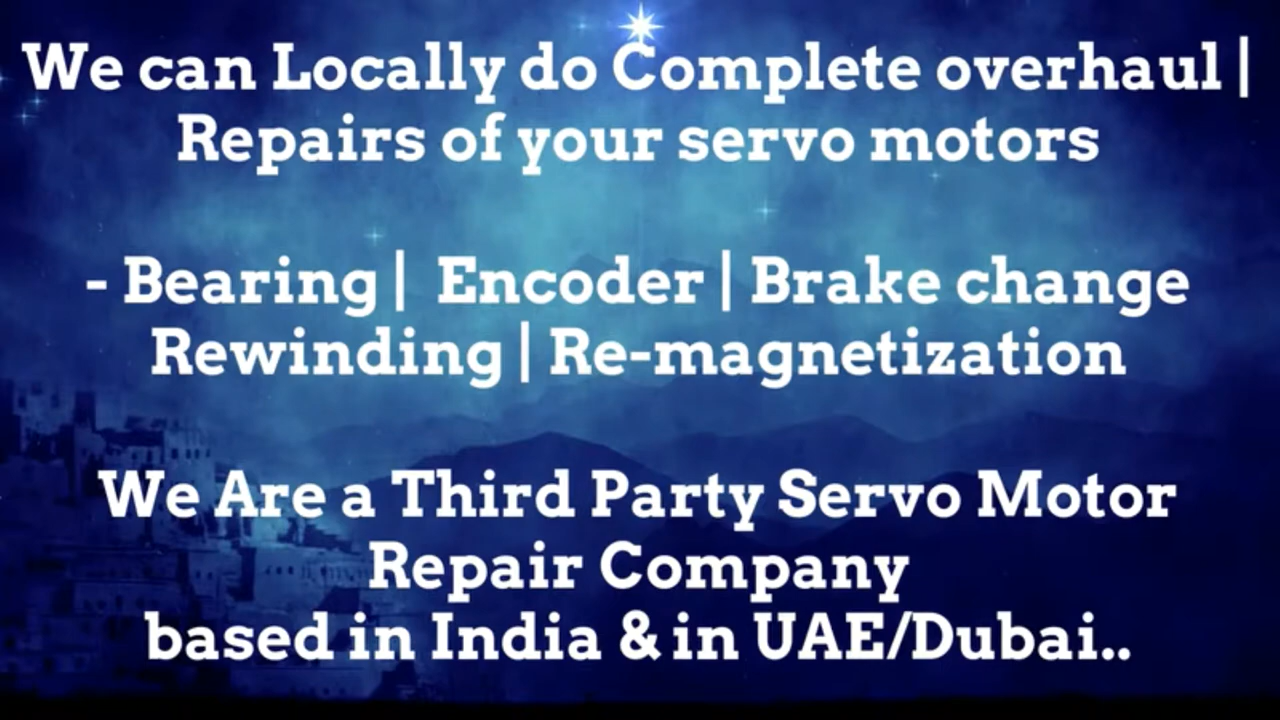 We can Locally do Complete overhaul |
Repairs of your servo motors
- Bearing | Encoder | Brake change
Rewinding | Re-magnetization
We Are a Third Party Servo Motor
Repair Company
based in India & in UAE/Dubai..